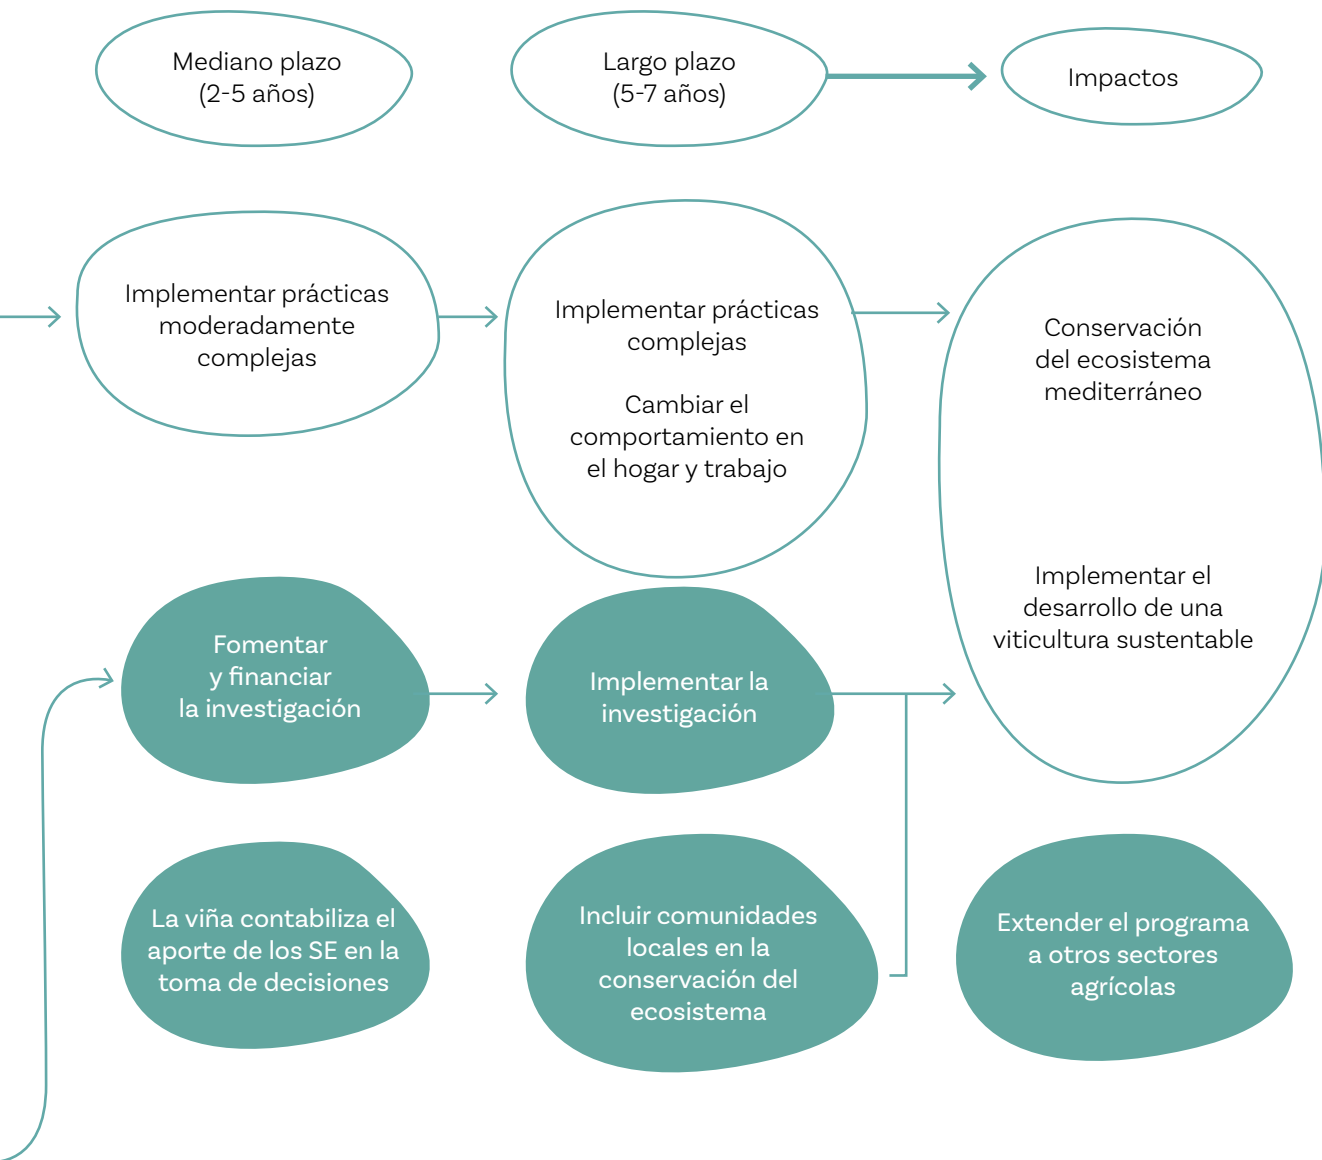 Mediano plazo
(2-5 años)
Largo plazo
(5-7 años)
Impactos
Implementar prácticas
moderadamente
complejas
Implementar prácticas
complejas
Cambiar el
comportamiento en
el hogar y trabajo
Conservación
del ecosistema
mediterráneo
Implementar el
desarrollo de una
viticultura sustentable
Fomentar
y financiar
la investigación
Implementar la
investigación
La viña contabiliza el
aporte de los SE en la
toma de decisiones
Incluir comunidades
locales en la
conservación del
ecosistema
Extender el programa
a otros sectores
agrícolas